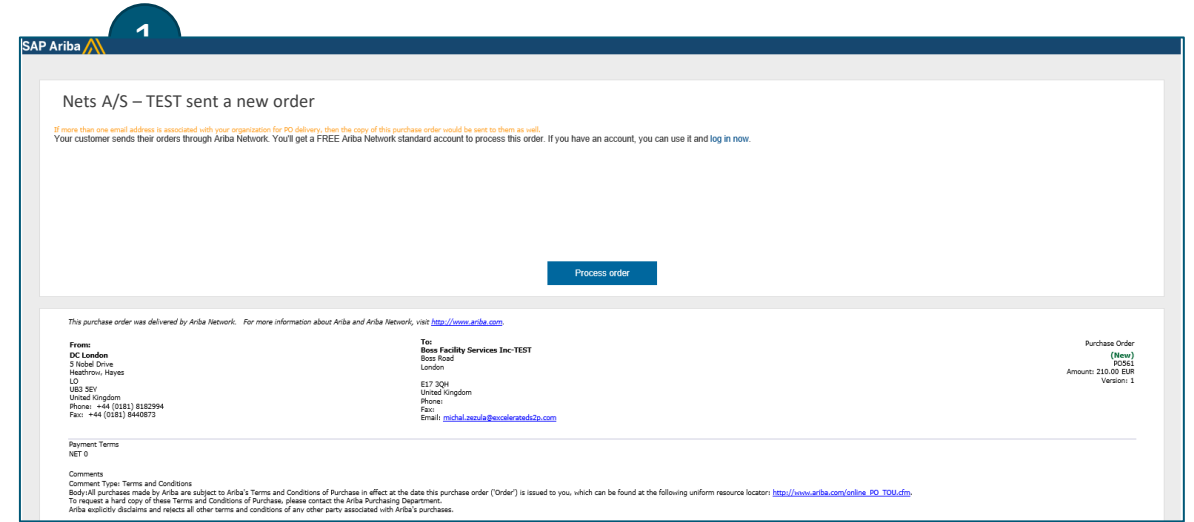 1
SAP Ariba
Nets A/S – TEST sent a new order
If more than one email address is associated with your organization for PO delivery, then the copy of this purchase order would be sent to them as well.
Your customer sends their orders through Ariba Network. You'll get a FREE Ariba Network standard account to process this order. If you have an account, you can use it and log in now.
Process order
This purchase order was delivered by Ariba Network. For more information about Ariba and Ariba Network, visit http://www.ariba.com.
From:
DC London
5 Nobel Drive
Heathrow, Hayes
LO
UB3 5EY
United Kingdom
Phone: +44 (0181) 8182994
Fax: +44 (0181) 8440873
To:
Boss Facility Services Inc-TEST
Boss Road
London
E17 3QH
United Kingdom
Phone:
Fax:
Email: michal.zezula@excelerateds2p.com
Purchase Order
(New)
PO561
Amount: 210.00 EUR
Version: 1
Payment Terms
NET 0
Comments
Comment Type: Terms and Conditions
Body:All purchases made by Ariba are subject to Ariba's Terms and Conditions of Purchase in effect at the date this purchase order ('Order') is issued to you, which can be found at the following uniform resource locator: http://www.ariba.com/online_PO_TOU.cfm.
To request a hard copy of these Terms and Conditions of Purchase, please contact the Ariba Purchasing Department.
Ariba explicitly disclaims and rejects all other terms and conditions of any other party associated with Ariba's purchases.